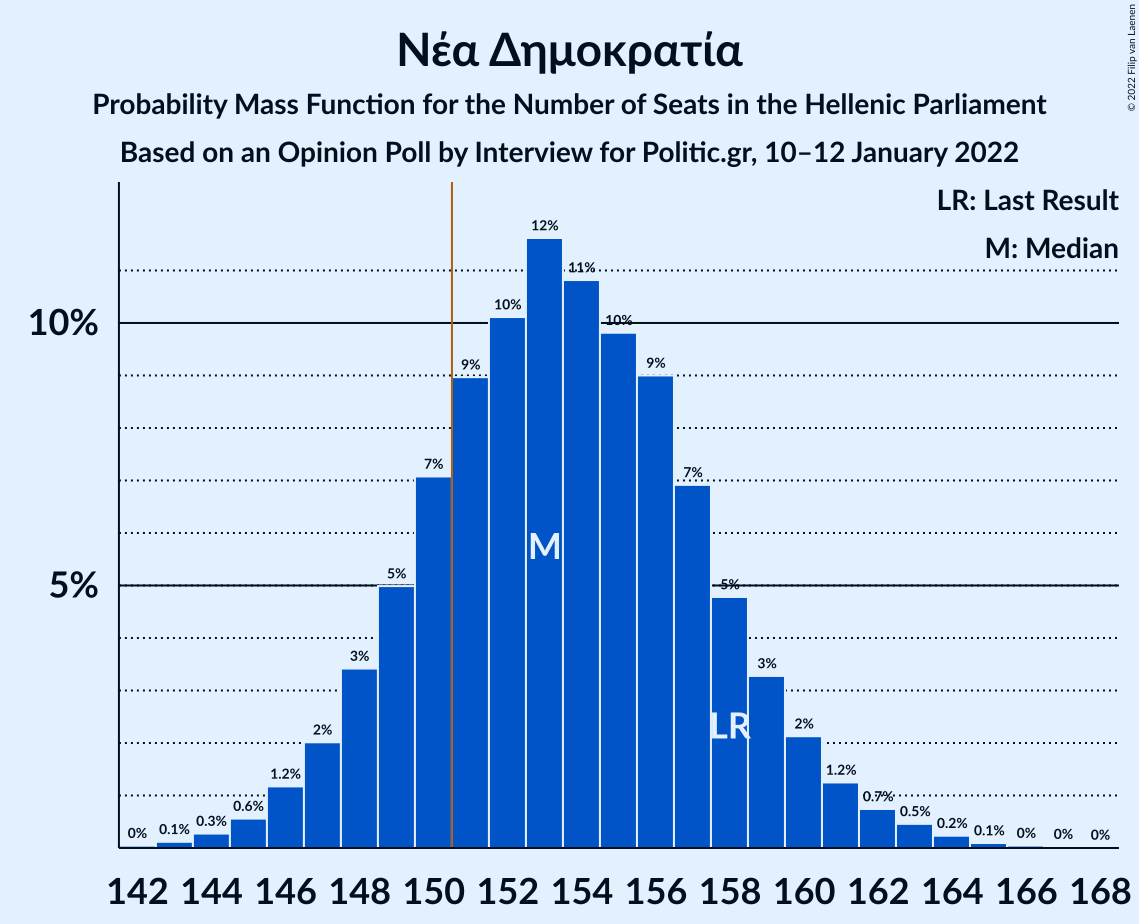 Νέα Δημοκρατία
Probability Mass Function for the Number of Seats in the Hellenic Parliament
Based on an Opinion Poll by Interview for Politic.gr, 10–12 January 2022
© 2022 Filip van Laenen
LR: Last Result
M: Median
10%
5%
0% 0.1% 0.3% 0.6% 1.2% 2% 3% 5% 7% 9% 10% 12% 11% 10% 9% 7% 5% 3% 2% 1.2% 0.7% 0.5% 0.2% 0.1% 0% 0% 0%
M
LR
142 144 146 148 150 152 154 156 158 160 162 164 166 168